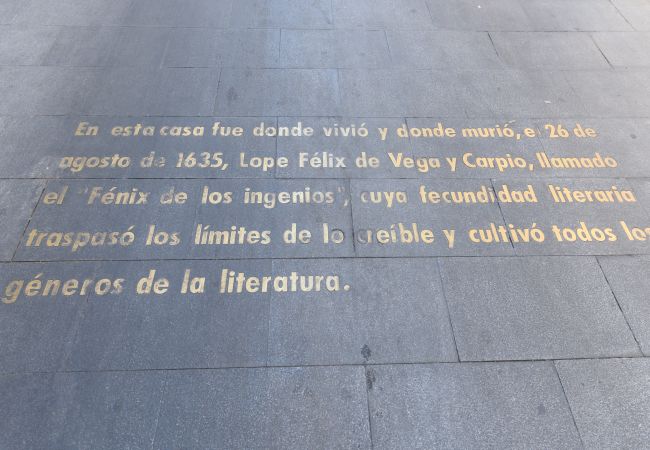 En esta casa fue donde vivió y donde murió, el 26 de
agosto de 1635, Lope Félix de Vega y Carpio, llamado
el "Fénix de los ingenios", cuya fecundidad literaria
traspasó los límites de lo creíble y cultivó todos los
géneros de la literatura.